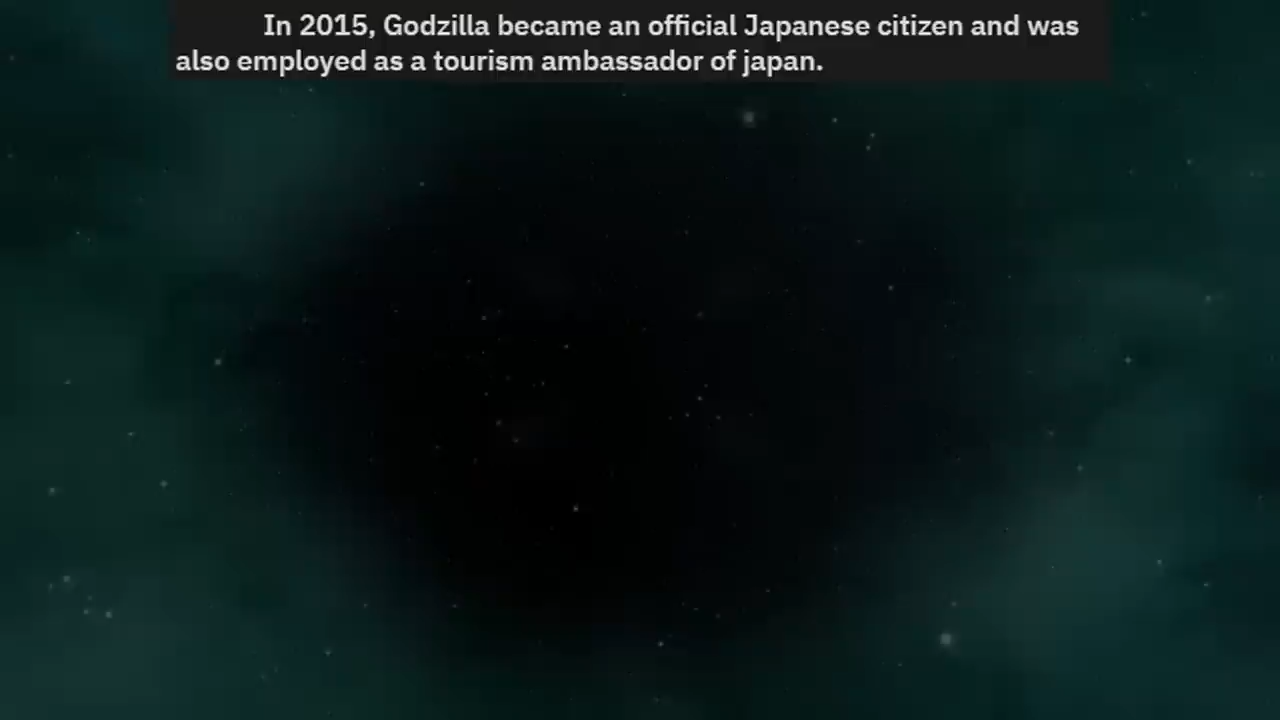 In 2015, Godzilla became an official Japanese citizen and was
also employed as a tourism ambassador of japan.